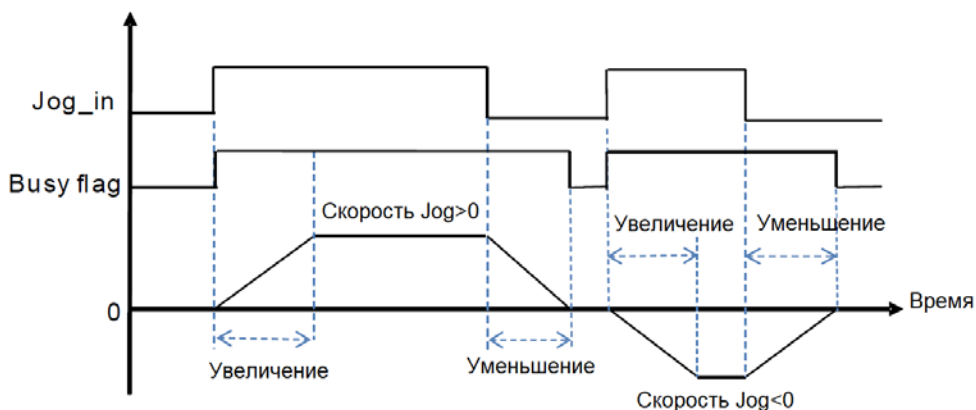 Jog_in
Busy flag
Скорость Jog>0
Увеличение
Уменьшение
0
Время
Увеличение
Уменьшение
Скорость Jog<0